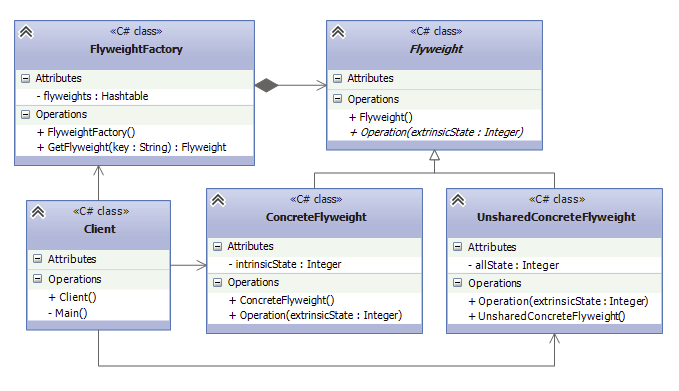 «C# class»
FlyweightFactory
Attributes
- flyweights : Hashtable
Operations
+ FlyweightFactory()
+ GetFlyweight(key : String) : Flyweight
«C# class»
Flyweight
Attributes
Operations
+ Flyweight()
+ Operation(extrinsicState : Integer)
«C# class»
Client
Attributes
Operations
+ Client()
- Main()
«C# class»
ConcreteFlyweight
Attributes
- intrinsicState : Integer
Operations
+ ConcreteFlyweight()
+ Operation(extrinsicState : Integer)
«C# class»
UnsharedConcreteFlyweight
Attributes
- allState : Integer
Operations
+ Operation(extrinsicState : Integer)
+ UnsharedConcreteFlyweight()